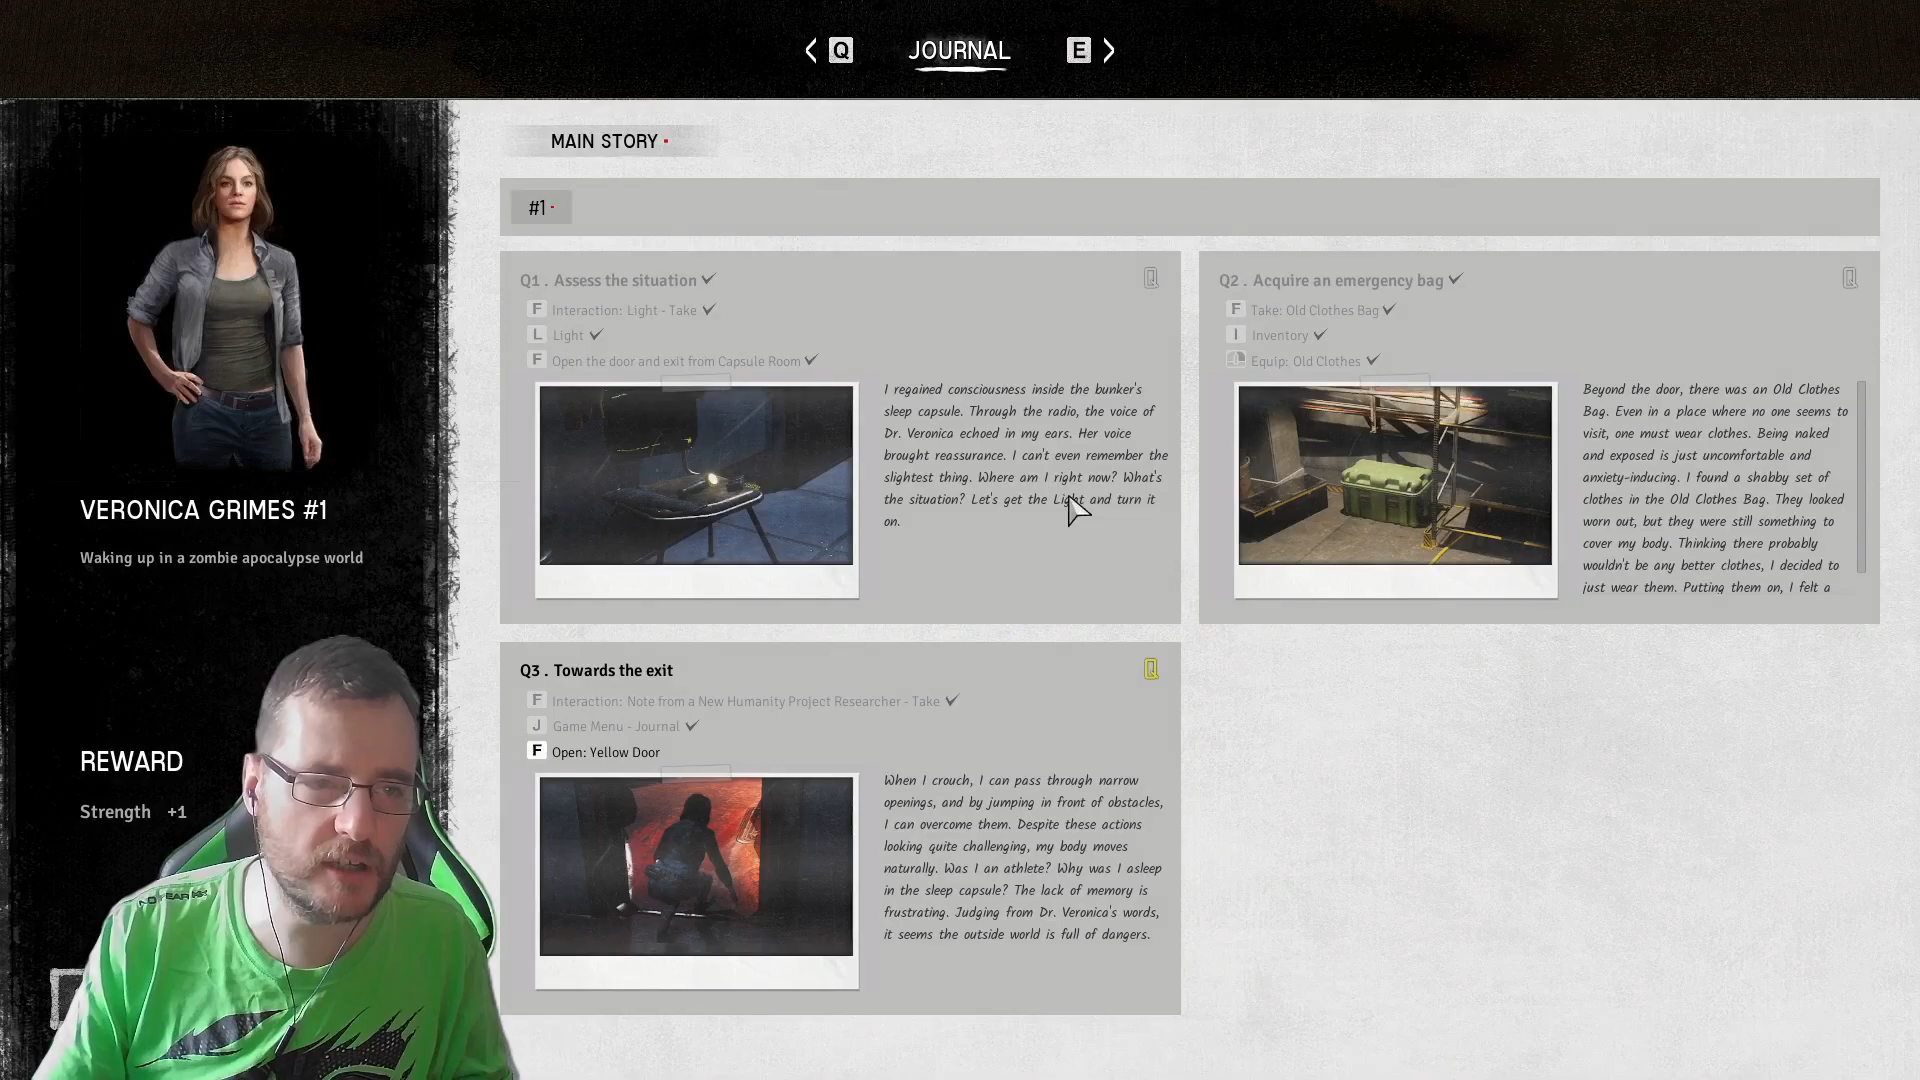 Q
JOURNAL
E
MAIN STORY
#1
VERONICA GRIMES #1
Waking up in a zombie apocalypse world
REWARD
Strength +1
Q1 . Assess the situation
F Interaction: Light - Take
L Light
F Open the door and exit from Capsule Room
I regained consciousness inside the bunker's
sleep capsule. Through the radio, the voice of
Dr. Veronica echoed in my ears. Her voice
brought reassurance. I can't even remember the
slightest thing. Where am I right now? What's
the situation? Let's get the Light and turn it
on.
Q2 . Acquire an emergency bag
F Take: Old Clothes Bag
I Inventory
Equip: Old Clothes
Beyond the door, there was an Old Clothes
Bag. Even in a place where no one seems to
visit, one must wear clothes. Being naked
and exposed is just uncomfortable and
anxiety-inducing. I found a shabby set of
clothes in the Old Clothes Bag. They looked
worn out, but they were still something to
cover my body. Thinking there probably
wouldn't be any better clothes, I decided to
just wear them. Putting them on, I felt a
Q3 . Towards the exit
F Interaction: Note from a New Humanity Project Researcher - Take
J Game Menu - Journal
F Open: Yellow Door
When I crouch, I can pass through narrow
openings, and by jumping in front of obstacles,
I can overcome them. Despite these actions
looking quite challenging, my body moves
naturally. Was I an athlete? Why was I asleep
in the sleep capsule? The lack of memory is
frustrating. Judging from Dr. Veronica's words,
it seems the outside world is full of dangers.